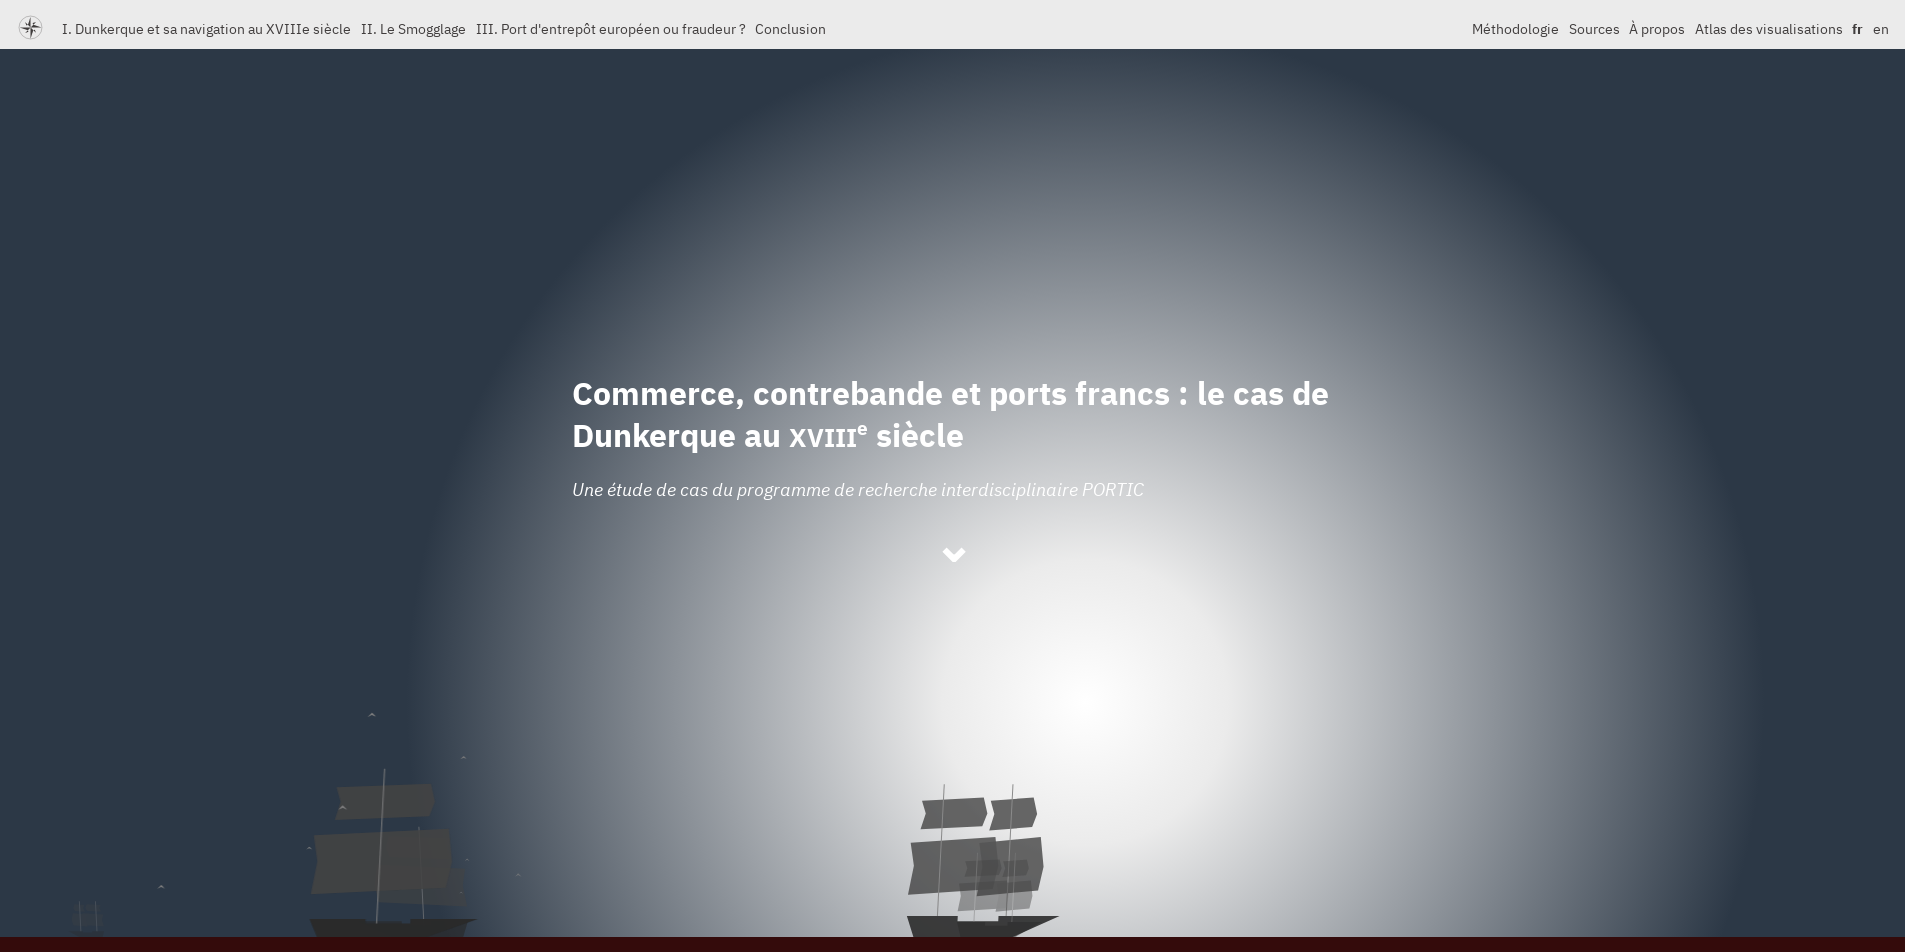 I. Dunkerque et sa navigation au XVIIIe siècle II. Le Smogglage III. Port d'entrepôt européen ou fraudeur ? Conclusion Méthodologie Sources À propos Atlas des visualisations fr en
Commerce, contrebande et ports francs : le cas de
Dunkerque au XVIIIe siècle
Une étude de cas du programme de recherche interdisciplinaire PORTIC